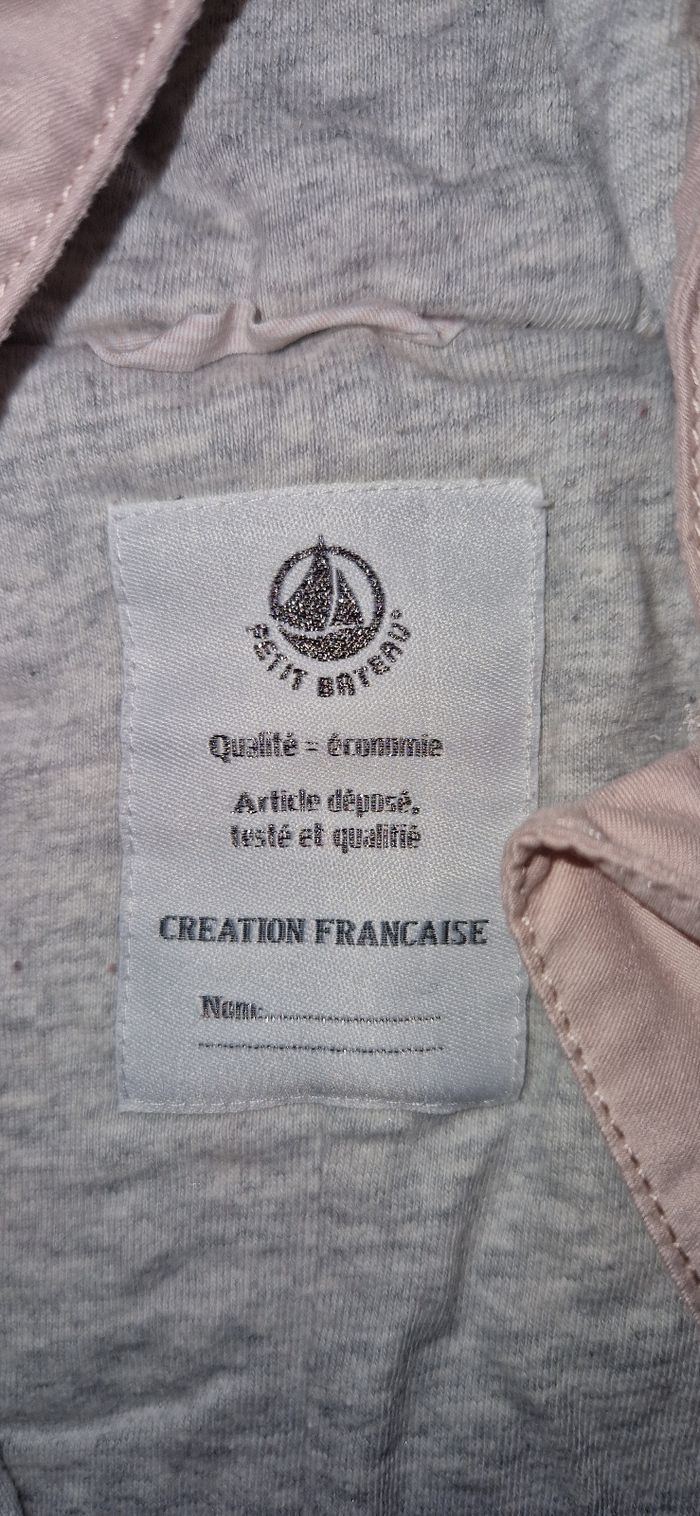 PETIT BATEAU®
Qualité = économie
Article déposé,
testé et qualifié
CREATION FRANCAISE
Nom: